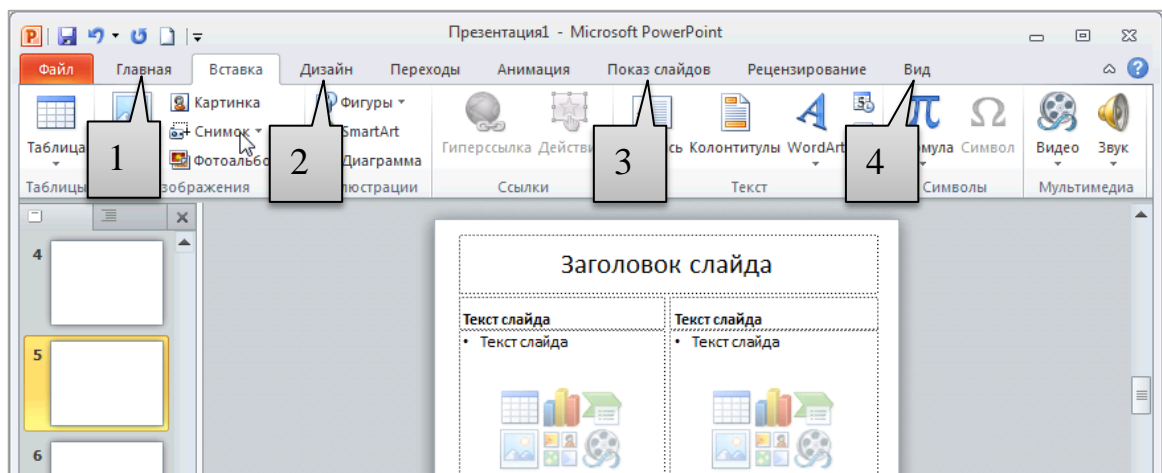 Презентация1 - Microsoft PowerPoint
Файл Главная Вставка Дизайн Переходы Анимация Показ слайдов Рецензирование Вид
Картинка Фигуры
Снимок SmartArt
Таблица Фотоальбо Диаграмма Гиперссылка Действи сь Колонтитулы WordArt мула Символ Видео Звук
1 2 3 4
Таблицы зображения люстрации Ссылки Текст Символы Мультимедиа
4
Заголовок слайда
Текст слайда Текст слайда
• Текст слайда • Текст слайда
5
6